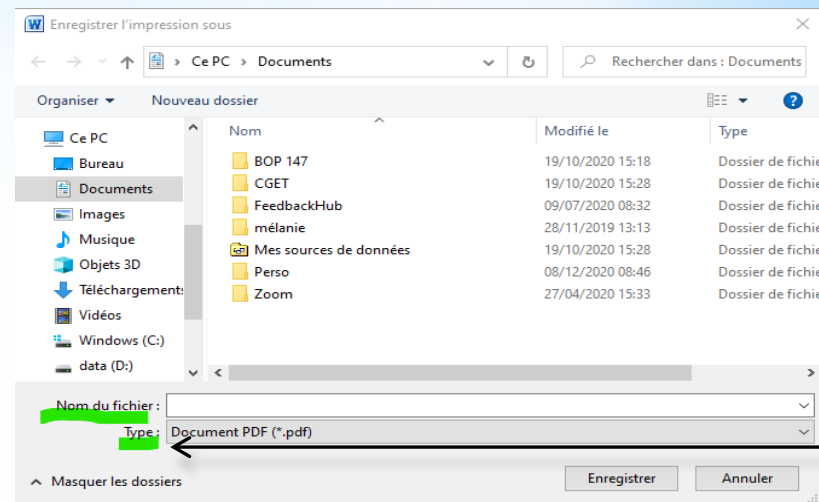 Enregistrer l'impression sous
Ce PC > Documents
Rechercher dans : Documents
Organiser Nouveau dossier
Nom Modifié le Type
Ce PC
Bureau
Documents
Images
Musique
Objets 3D
Téléchargements
Vidéos
Windows (C:)
data (D:)
BOP 147 19/10/2020 15:18 Dossier de fichie
CGET 19/10/2020 15:28 Dossier de fichie
FeedbackHub 09/07/2020 08:32 Dossier de fichie
mélanie 28/11/2019 13:13 Dossier de fichie
Mes sources de données 19/10/2020 15:28 Dossier de fichie
Perso 08/12/2020 08:46 Dossier de fichie
Zoom 27/04/2020 15:33 Dossier de fichie
Nom du fichier :
Type : Document PDF (*.pdf)
Masquer les dossiers Enregistrer Annuler